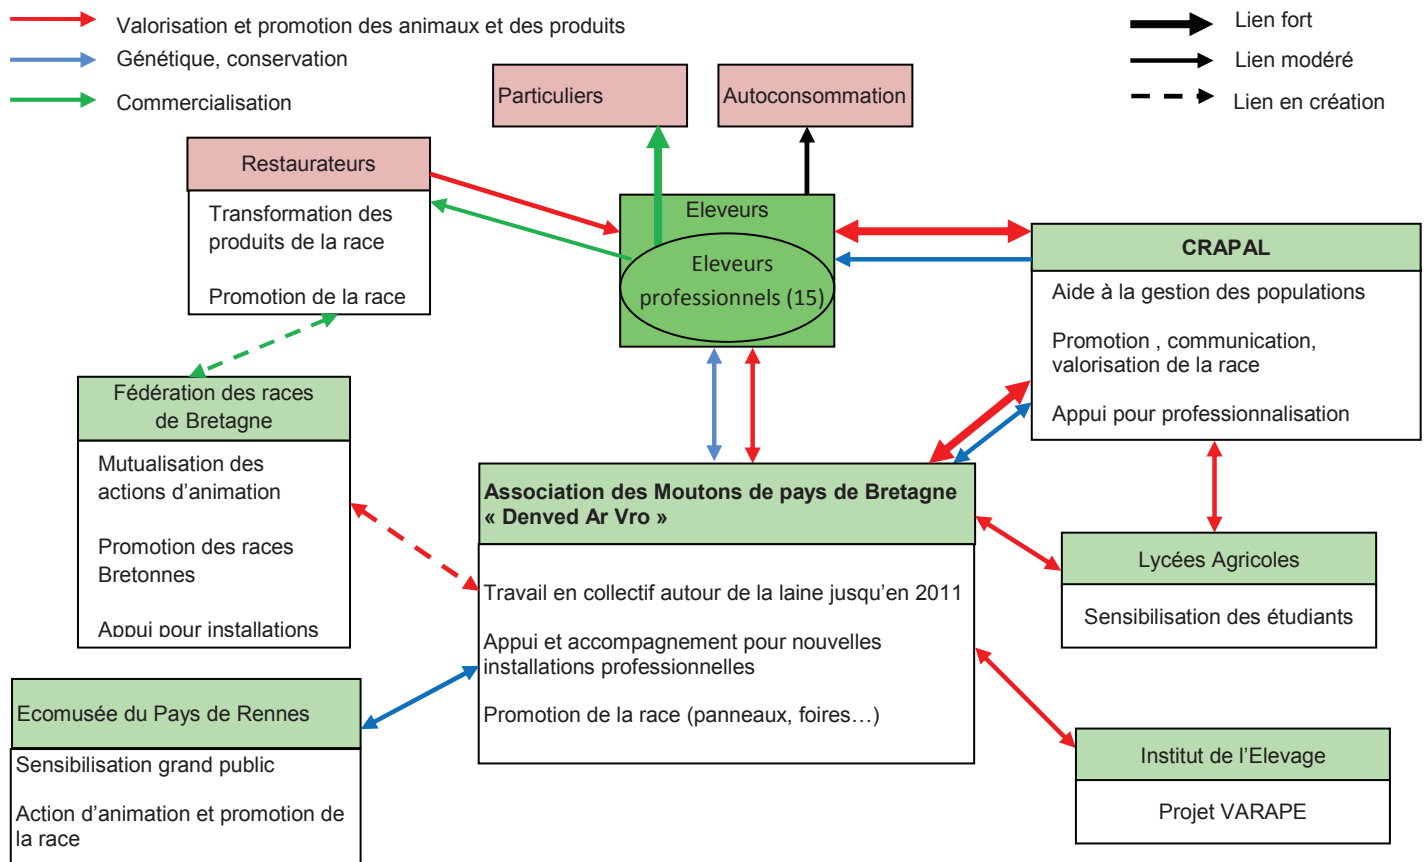 Valorisation et promotion des animaux et des produits
Génétique, conservation
Commercialisation
Lien fort
Lien modéré
Lien en création
Particuliers
Autoconsommation
Restaurateurs
Transformation des
produits de la race
Promotion de la race
Eleveurs
Eleveurs
professionnels (15)
CRAPAL
Aide à la gestion des populations
Promotion , communication,
valorisation de la race
Appui pour professionnalisation
Fédération des races
de Bretagne
Mutualisation des
actions d'animation
Promotion des races
Bretonnes
Appui pour installations
Association des Moutons de pays de Bretagne
« Denved Ar Vro »
Travail en collectif autour de la laine jusqu'en 2011
Appui et accompagnement pour nouvelles
installations professionnelles
Promotion de la race (panneaux, foires…)
Lycées Agricoles
Sensibilisation des étudiants
Ecomusée du Pays de Rennes
Sensibilisation grand public
Action d'animation et promotion de
la race
Institut de l'Elevage
Projet VARAPE